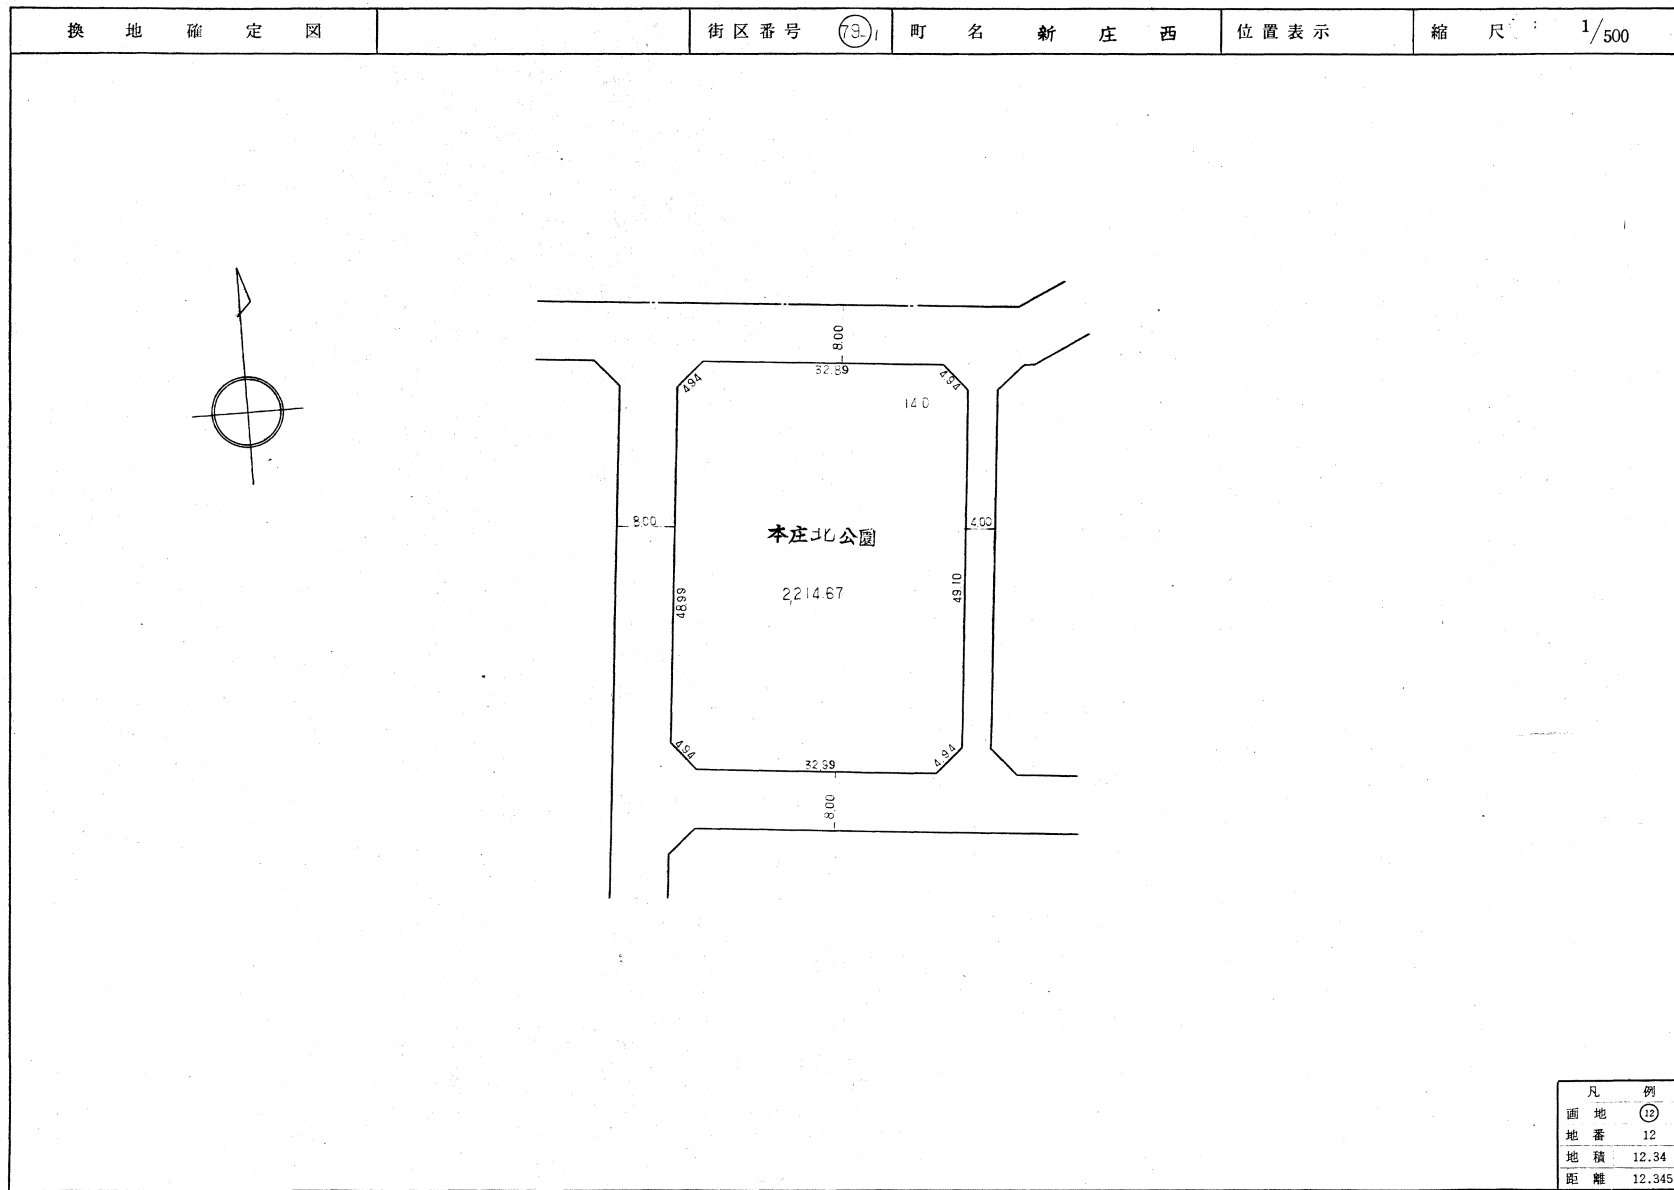 換地確定図
街区番号 79-1
町名 新庄西
位置表示
縮尺 1/500
8.00
32.89
4.94
4.94
14.0
8.00
4.00
本庄北公園
2,214.67
48.99
49.10
4.94
4.94
32.99
8.00
凡例
画地 ⑫
地番 12
地積 12.34
距離 12.345